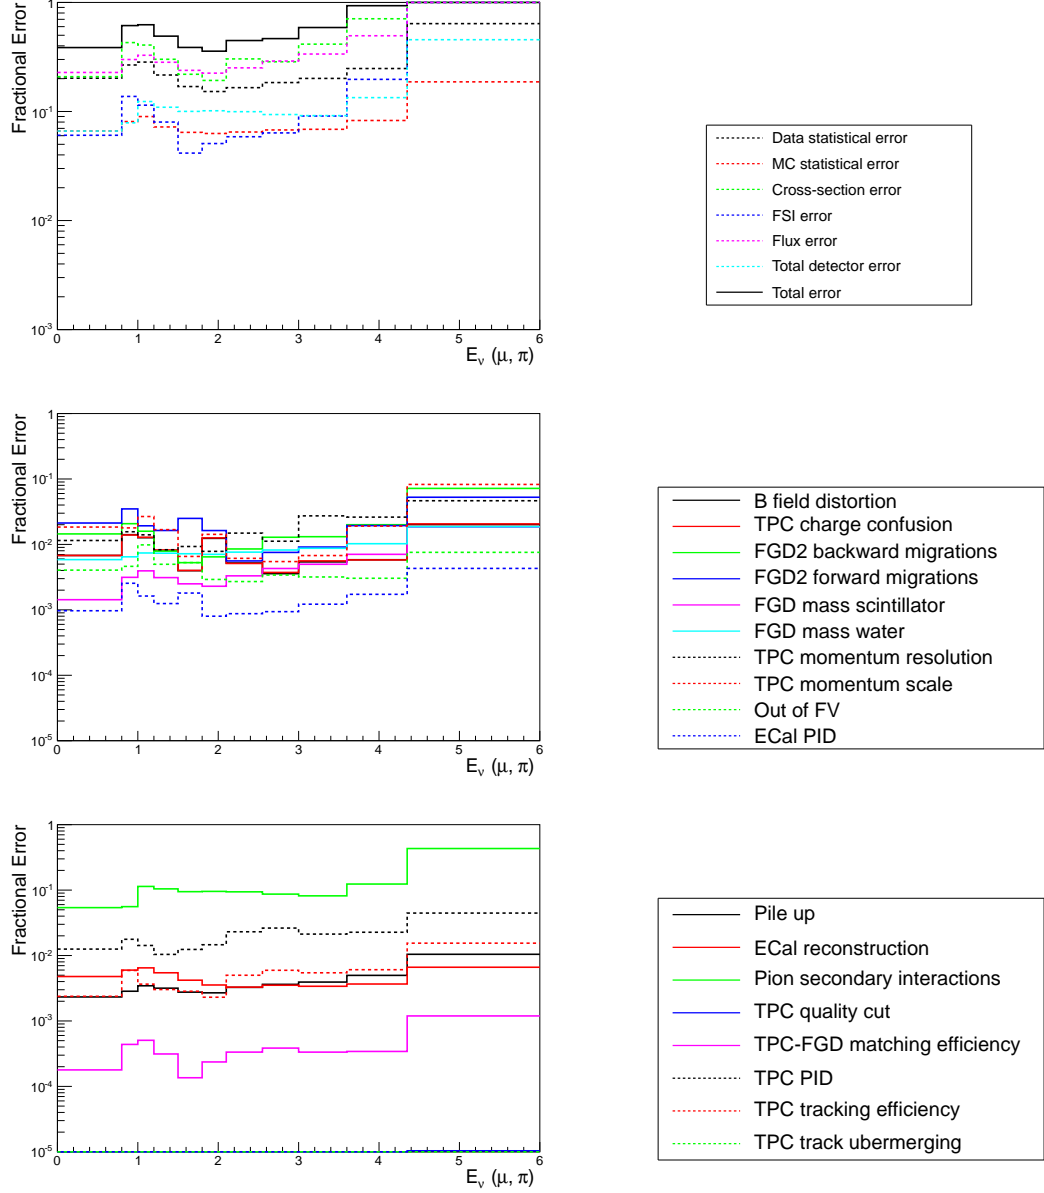 Fractional Error
1
10-1
10-2
10-3
0 1 2 3 4 5 6
Eν (μ, π)
Data statistical error
MC statistical error
Cross-section error
FSI error
Flux error
Total detector error
Total error
Fractional Error
1
10-1
10-2
10-3
10-4
10-5
0 1 2 3 4 5 6
Eν (μ, π)
B field distortion
TPC charge confusion
FGD2 backward migrations
FGD2 forward migrations
FGD mass scintillator
FGD mass water
TPC momentum resolution
TPC momentum scale
Out of FV
ECal PID
Fractional Error
1
10-1
10-2
10-3
10-4
10-5
0 1 2 3 4 5 6
Eν (μ, π)
Pile up
ECal reconstruction
Pion secondary interactions
TPC quality cut
TPC-FGD matching efficiency
TPC PID
TPC tracking efficiency
TPC track ubermerging